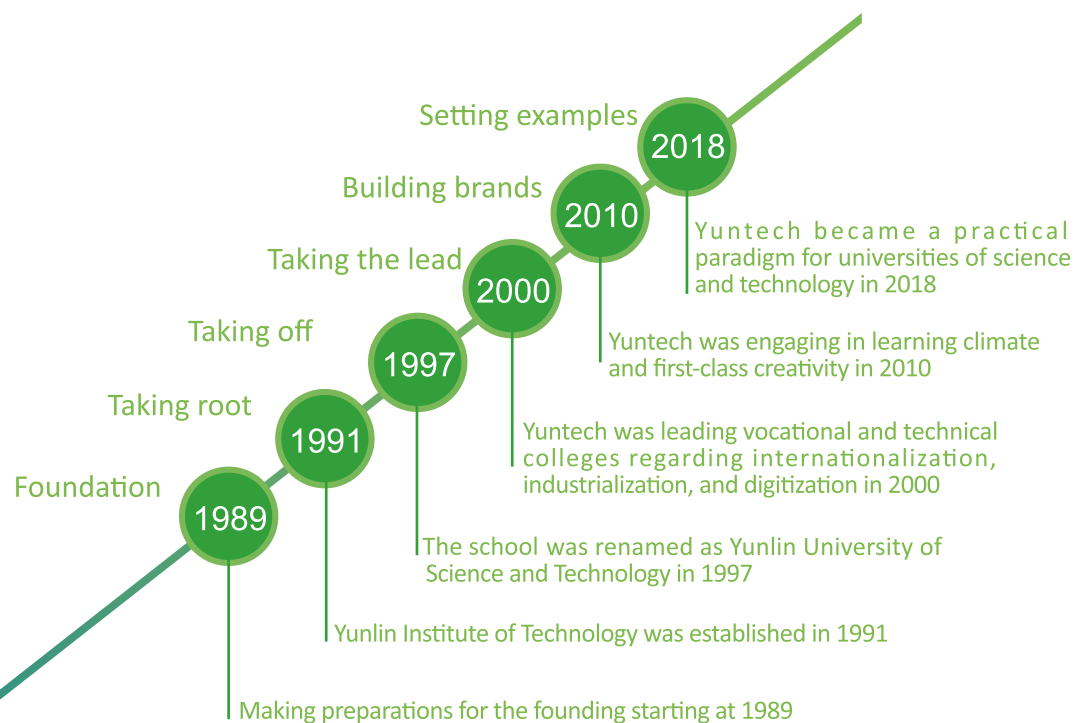 Setting examples
2018
Building brands
2010
Yuntech became a practical
paradigm for universities of science
and technology in 2018
Taking the lead
2000
Yuntech was engaging in learning climate
and first-class creativity in 2010
Taking off
1997
Taking root
1991
Yuntech was leading vocational and technical
colleges regarding internationalization,
industrialization, and digitization in 2000
Foundation
1989
The school was renamed as Yunlin University of
Science and Technology in 1997
Yunlin Institute of Technology was established in 1991
Making preparations for the founding starting at 1989